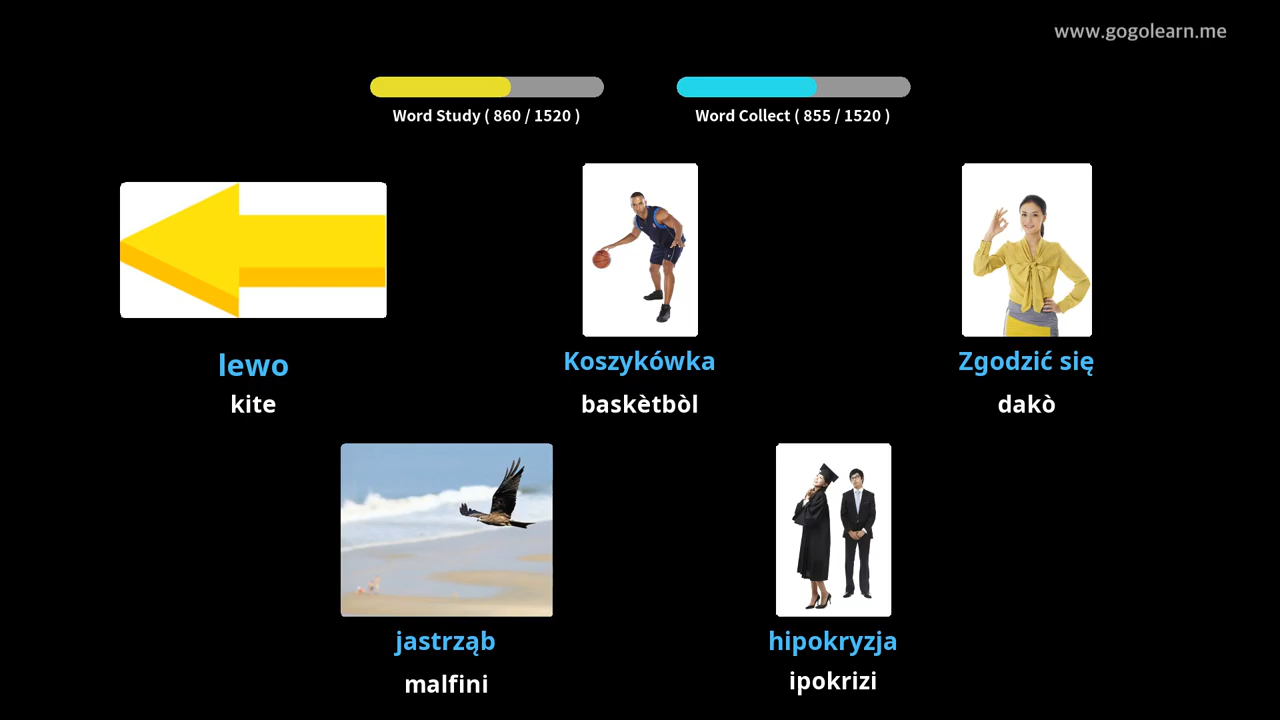 www.gogolearn.me
Word Study ( 860 / 1520 )
Word Collect ( 855 / 1520 )
lewo
kite
Koszykówka
baskètbòl
Zgodzić się
dakò
jastrząb
malfini
hipokryzja
ipokrizi